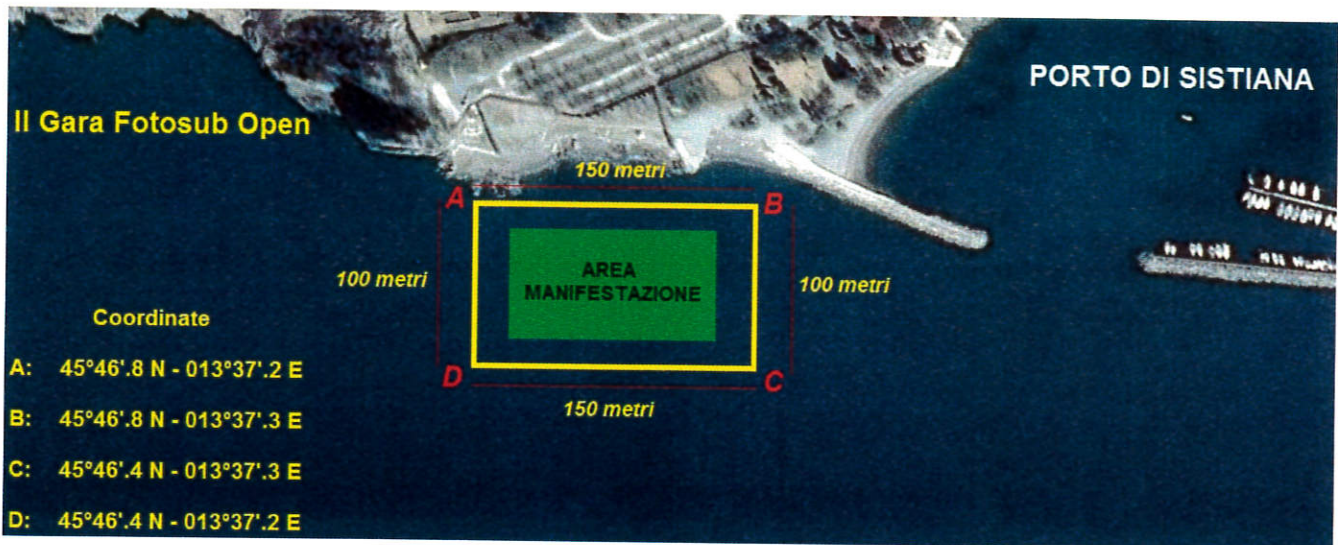 PORTO DI SISTIANA
II Gara Fotosub Open
150 metri
A
B
100 metri
AREA
MANIFESTAZIONE
100 metri
D
C
150 metri
Coordinate
A: 45°46'.8 N - 013°37'.2 E
B: 45°46'.8 N - 013°37'.3 E
C: 45°46'.4 N - 013°37'.3 E
D: 45°46'.4 N - 013°37'.2 E